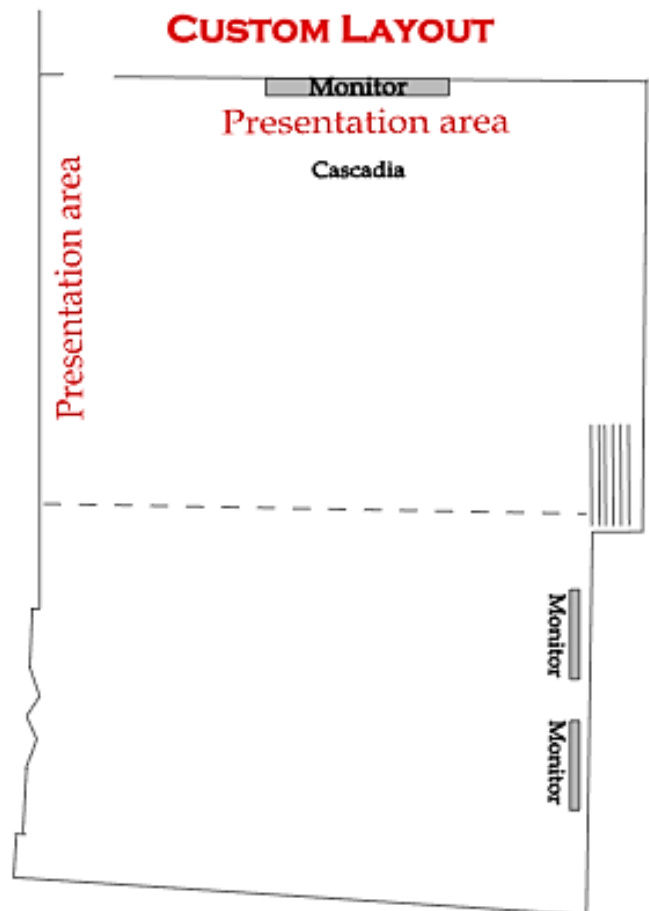 CUSTOM LAYOUT
Monitor
Presentation area
Cascadia
Presentation area
Monitor
Monitor